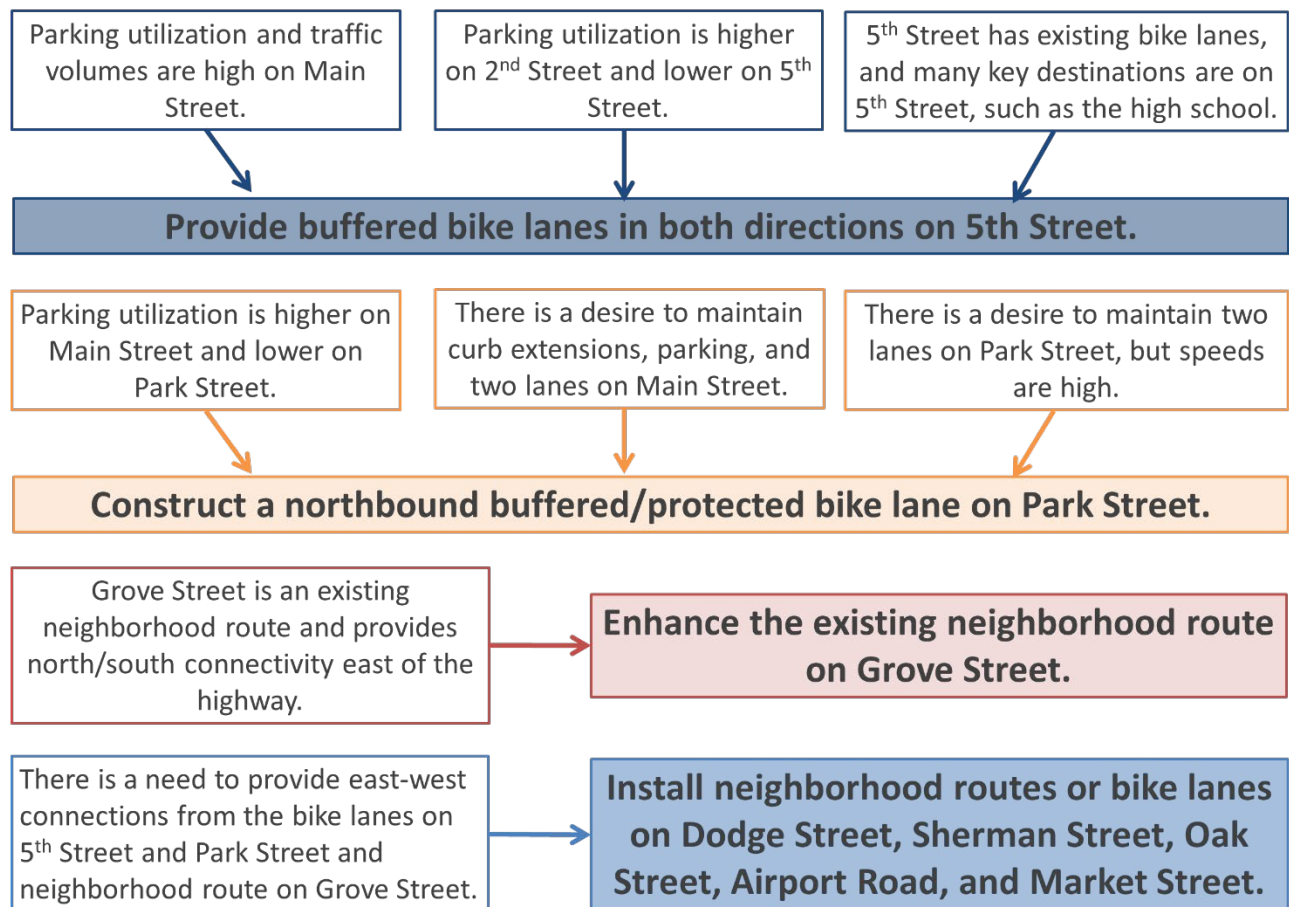 Parking utilization and traffic
volumes are high on Main
Street.
Parking utilization is higher
on 2nd Street and lower on 5th
Street.
5th Street has existing bike lanes,
and many key destinations are on
5th Street, such as the high school.
Provide buffered bike lanes in both directions on 5th Street.
Parking utilization is higher on
Main Street and lower on
Park Street.
There is a desire to maintain
curb extensions, parking, and
two lanes on Main Street.
There is a desire to maintain two
lanes on Park Street, but speeds
are high.
Construct a northbound buffered/protected bike lane on Park Street.
Grove Street is an existing
neighborhood route and provides
north/south connectivity east of the
highway.
Enhance the existing neighborhood route
on Grove Street.
There is a need to provide east-west
connections from the bike lanes on
5th Street and Park Street and
neighborhood route on Grove Street.
Install neighborhood routes or bike lanes
on Dodge Street, Sherman Street, Oak
Street, Airport Road, and Market Street.